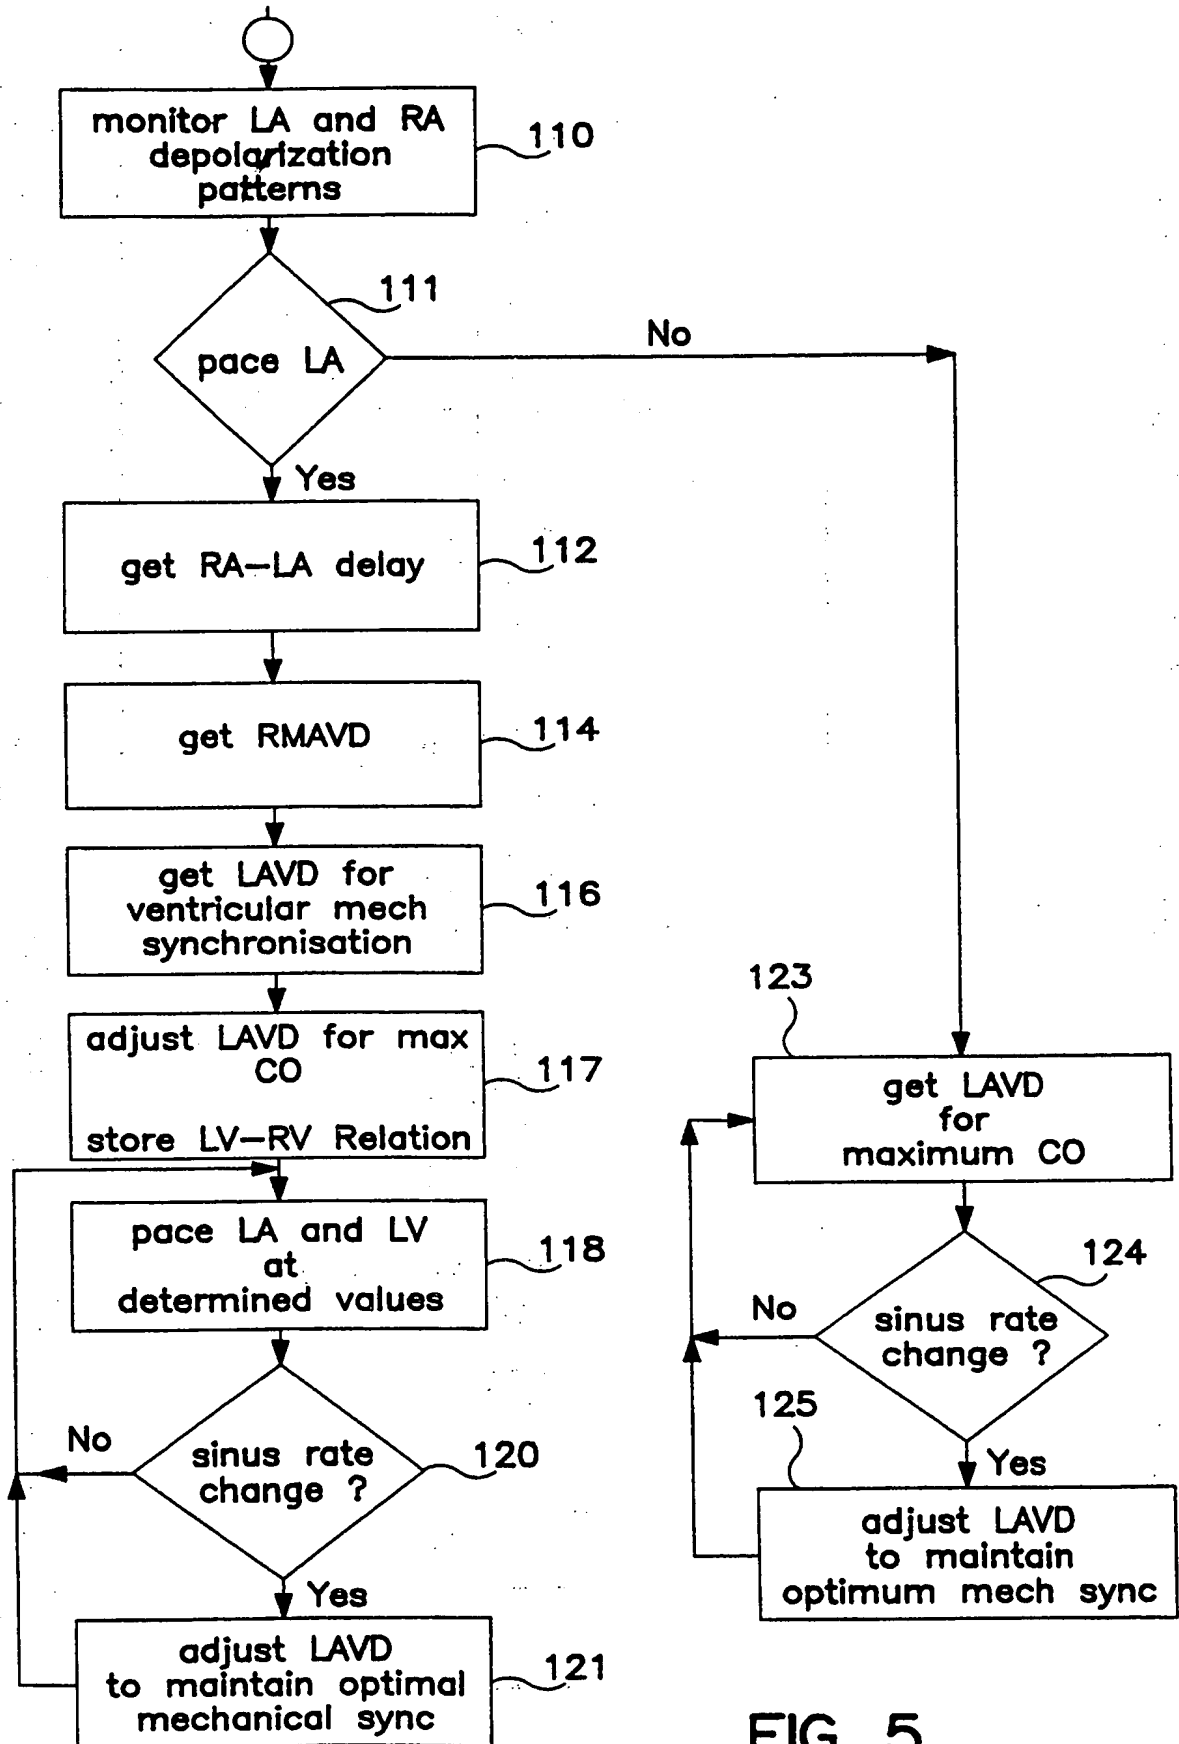 monitor LA and RA
depolarization
patterns
110
111
pace LA
No
Yes
get RA-LA delay
112
get RMAVD
114
get LAVD for
ventricular mech
synchronisation
116
adjust LAVD for max
CO
store LV-RV Relation
117
pace LA and LV
at
determined values
118
No
sinus rate
change ?
120
Yes
adjust LAVD
to maintain optimal
mechanical sync
121
123
get LAVD
for
maximum CO
124
No
sinus rate
change ?
125
Yes
adjust LAVD
to maintain
optimum mech sync
FIG. 5